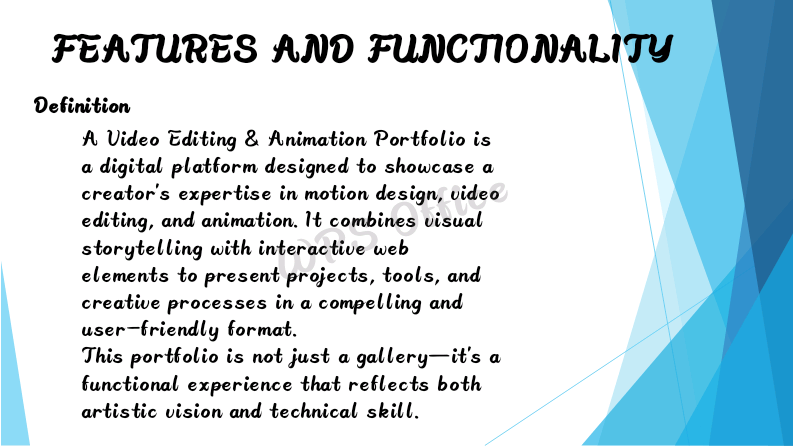 FEATURES AND FUNCTIONALITY
Definition
A Video Editing & Animation Portfolio is
a digital platform designed to showcase a
creator's expertise in motion design, video
editing, and animation. It combines visual
storytelling with interactive web
elements to present projects, tools, and
creative processes in a compelling and
user-friendly format.
This portfolio is not just a gallery—it's a
functional experience that reflects both
artistic vision and technical skill.
WPS Office